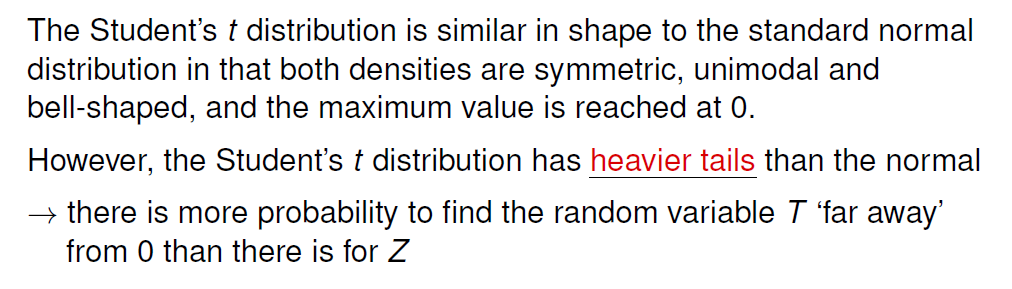 The Student’s t distribution is similar in shape to the standard normal
distribution in that both densities are symmetric, unimodal and
bell-shaped, and the maximum value is reached at 0.
However, the Student’s t distribution has heavier tails than the normal
→ there is more probability to find the random variable T ‘far away’
from 0 than there is for Z